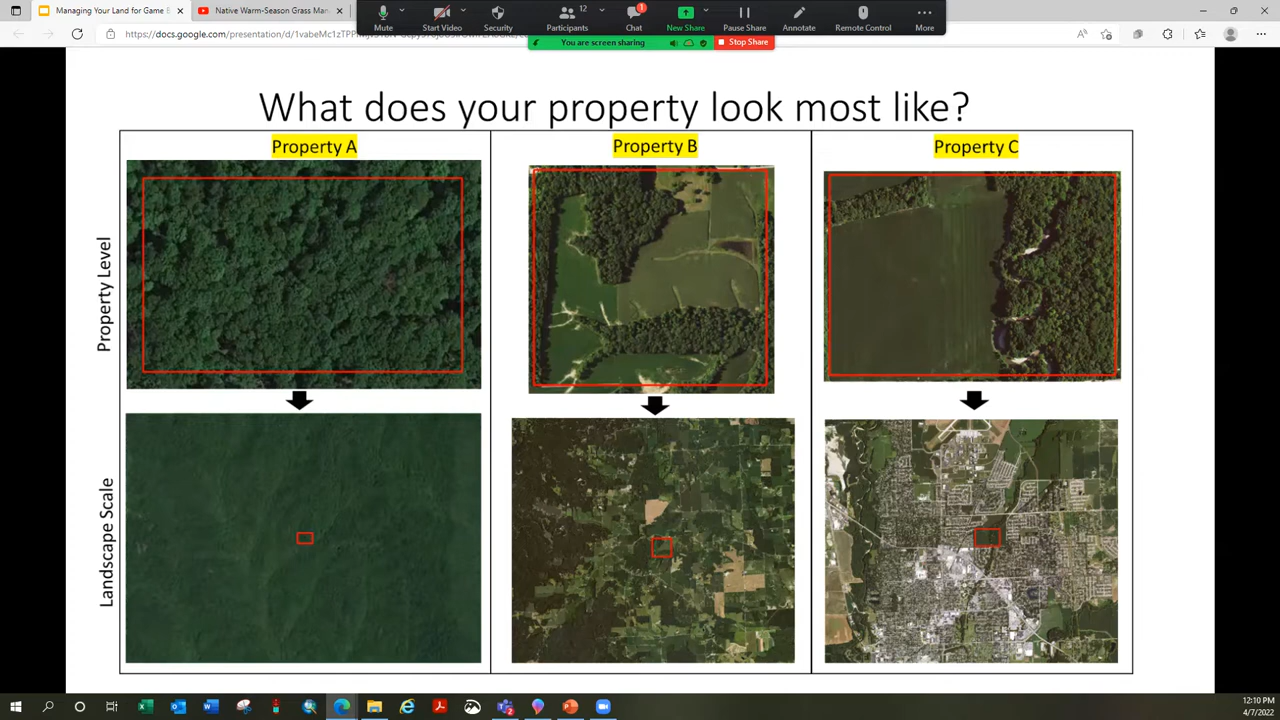 Managing Your Land for Game B
Native Warm-Season Grass Man
Mute
Start Video
Security
12
Participants
1
Chat
New Share
Pause Share
Annotate
Remote Control
More
You are screen sharing
Stop Share
What does your property look most like?
Property A
Property B
Property C
Property Level
Landscape Scale
12:10 PM
4/7/2022